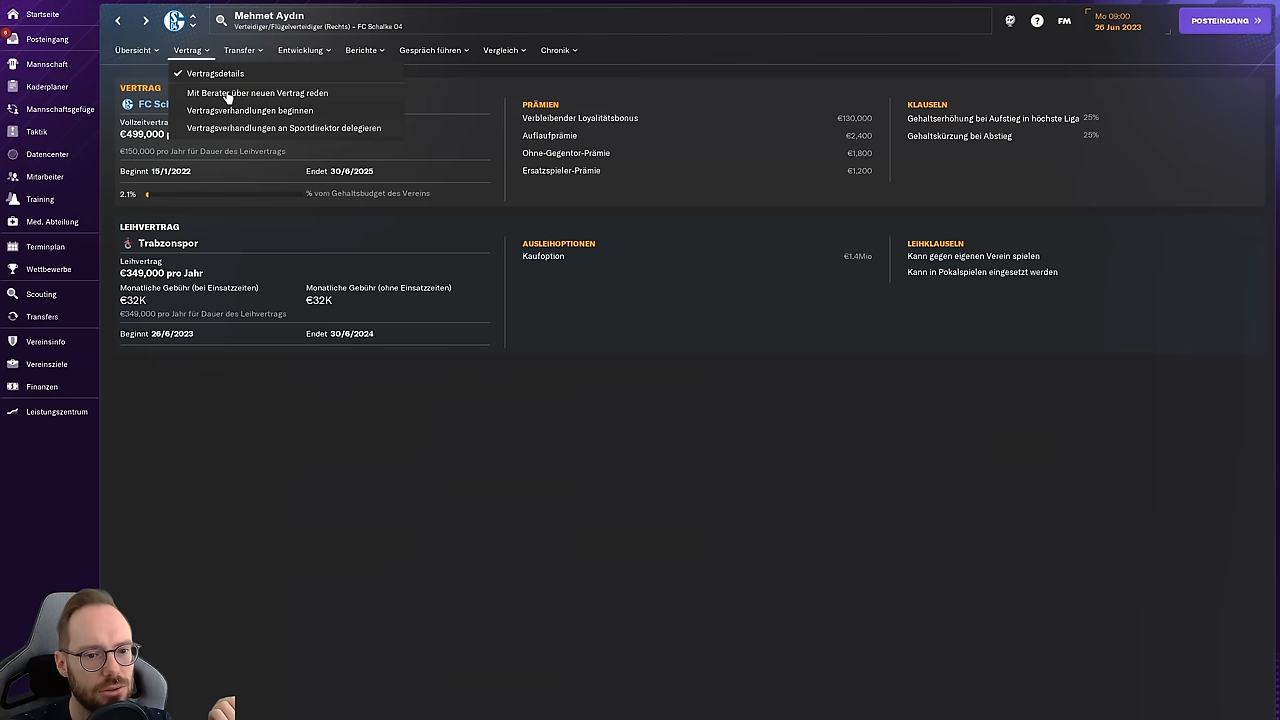 Startseite
6
Posteingang
Mannschaft
Kaderplaner
Mannschaftsgefüge
Taktik
Datencenter
Mitarbeiter
Training
Med. Abteilung
Terminplan
Wettbewerbe
Scouting
Transfers
Vereinsinfo
Vereinsziele
Finanzen
Leistungszentrum
Mehmet Aydın
Verteidiger/Flügelverteidiger (Rechts) – FC Schalke 04
?
FM
Mo 09:00
26 Jun 2023
POSTEINGANG
Übersicht
Vertrag
Transfer
Entwicklung
Berichte
Gespräch führen
Vergleich
Chronik
Vertragsdetails
Mit Berater über neuen Vertrag reden
Vertragsverhandlungen beginnen
Vertragsverhandlungen an Sportdirektor delegieren
VERTRAG
FC Sch
Vollzeitvertra
€499,000 p
€150,000 pro Jahr für Dauer des Leihvertrags
Beginnt 15/1/2022
Endet 30/6/2025
2.1%
% vom Gehaltsbudget des Vereins
PRÄMIEN
Verbleibender Loyalitätsbonus €130,000
Auflaufprämie €2,400
Ohne-Gegentor-Prämie €1,800
Ersatzspieler-Prämie €1,200
KLAUSELN
Gehaltserhöhung bei Aufstieg in höchste Liga 25%
Gehaltskürzung bei Abstieg 25%
LEIHVERTRAG
Trabzonspor
Leihvertrag
€349,000 pro Jahr
Monatliche Gebühr (bei Einsatzzeiten)
Monatliche Gebühr (ohne Einsatzzeiten)
€32K
€32K
€349,000 pro Jahr für Dauer des Leihvertrags
Beginnt 26/6/2023
Endet 30/6/2024
AUSLEIHOPTIONEN
Kaufoption €1.4Mio
LEIHKLAUSELN
Kann gegen eigenen Verein spielen
Kann in Pokalspielen eingesetzt werden